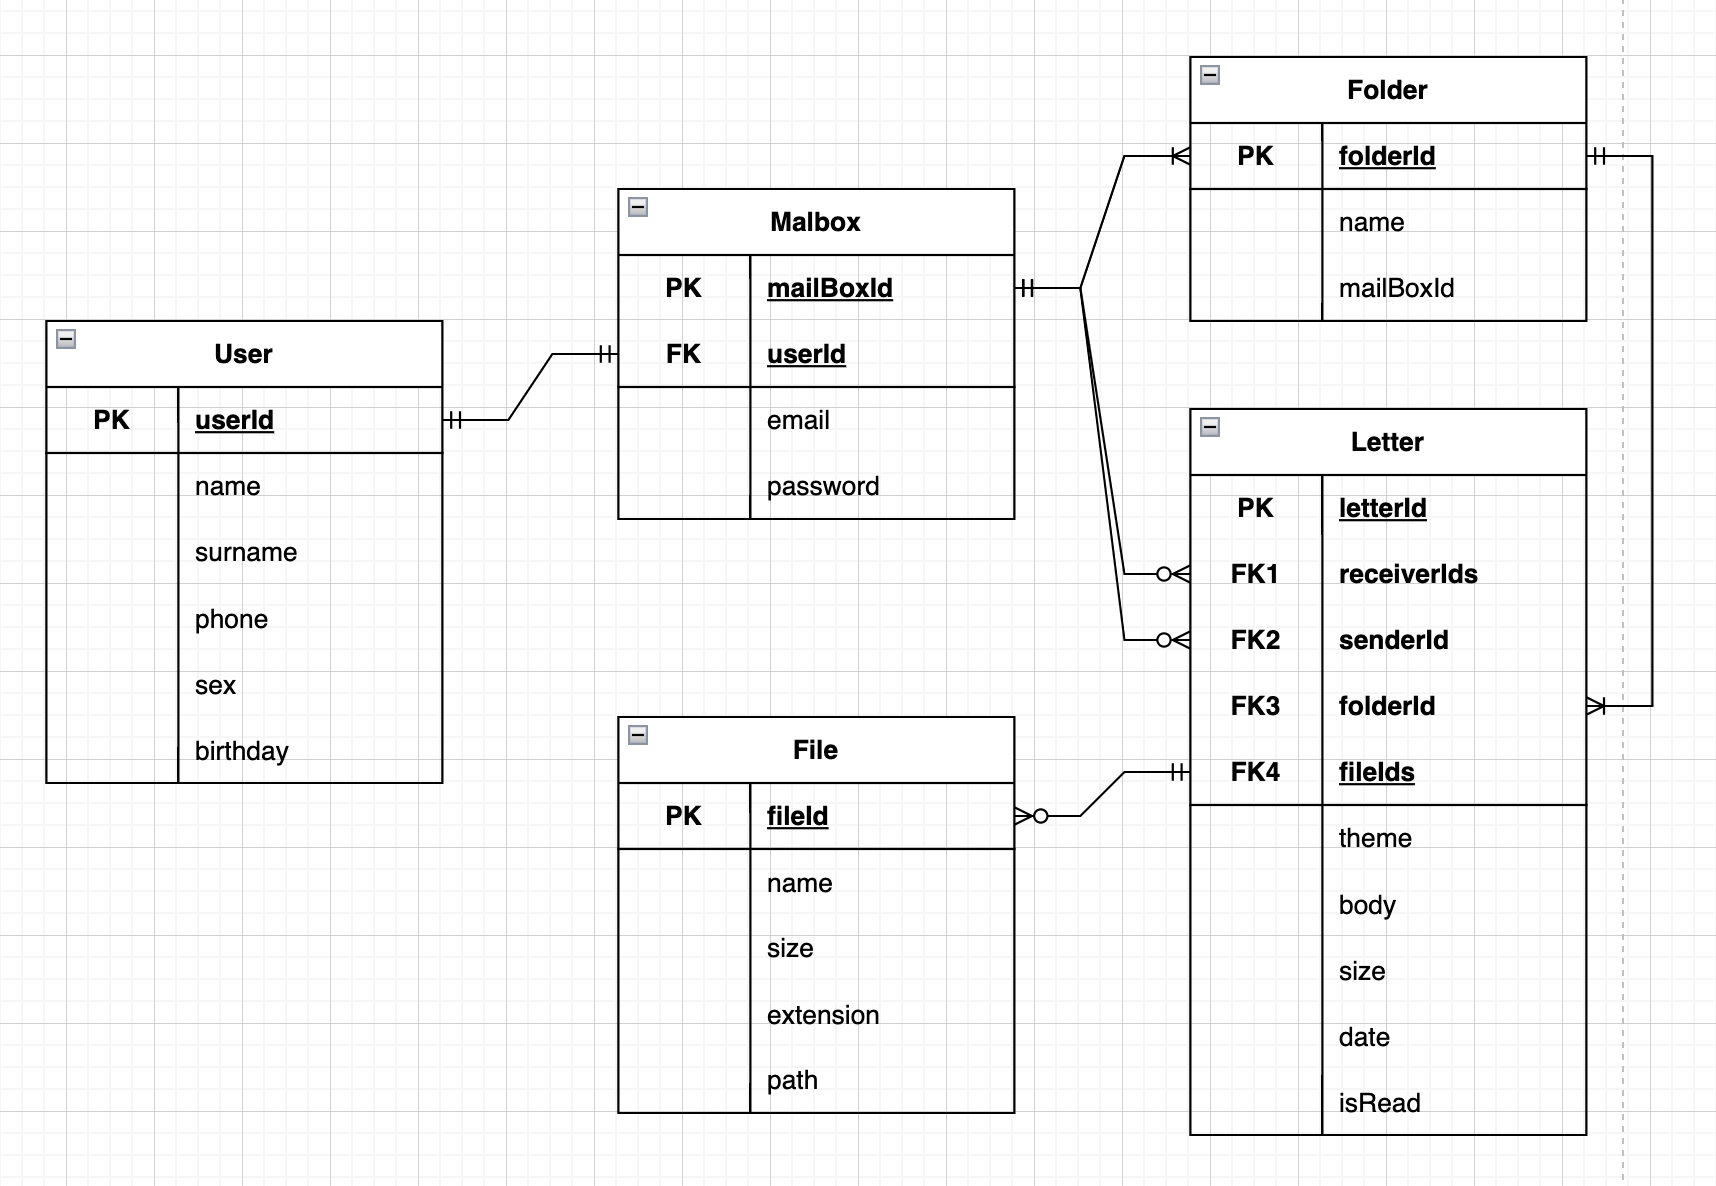 User
PK userId
name
surname
phone
sex
birthday
Malbox
PK mailBoxId
FK userId
email
password
File
PK fileId
name
size
extension
path
Folder
PK folderId
name
mailBoxId
Letter
PK letterId
FK1 receiverIds
FK2 senderId
FK3 folderId
FK4 fileIds
theme
body
size
date
isRead